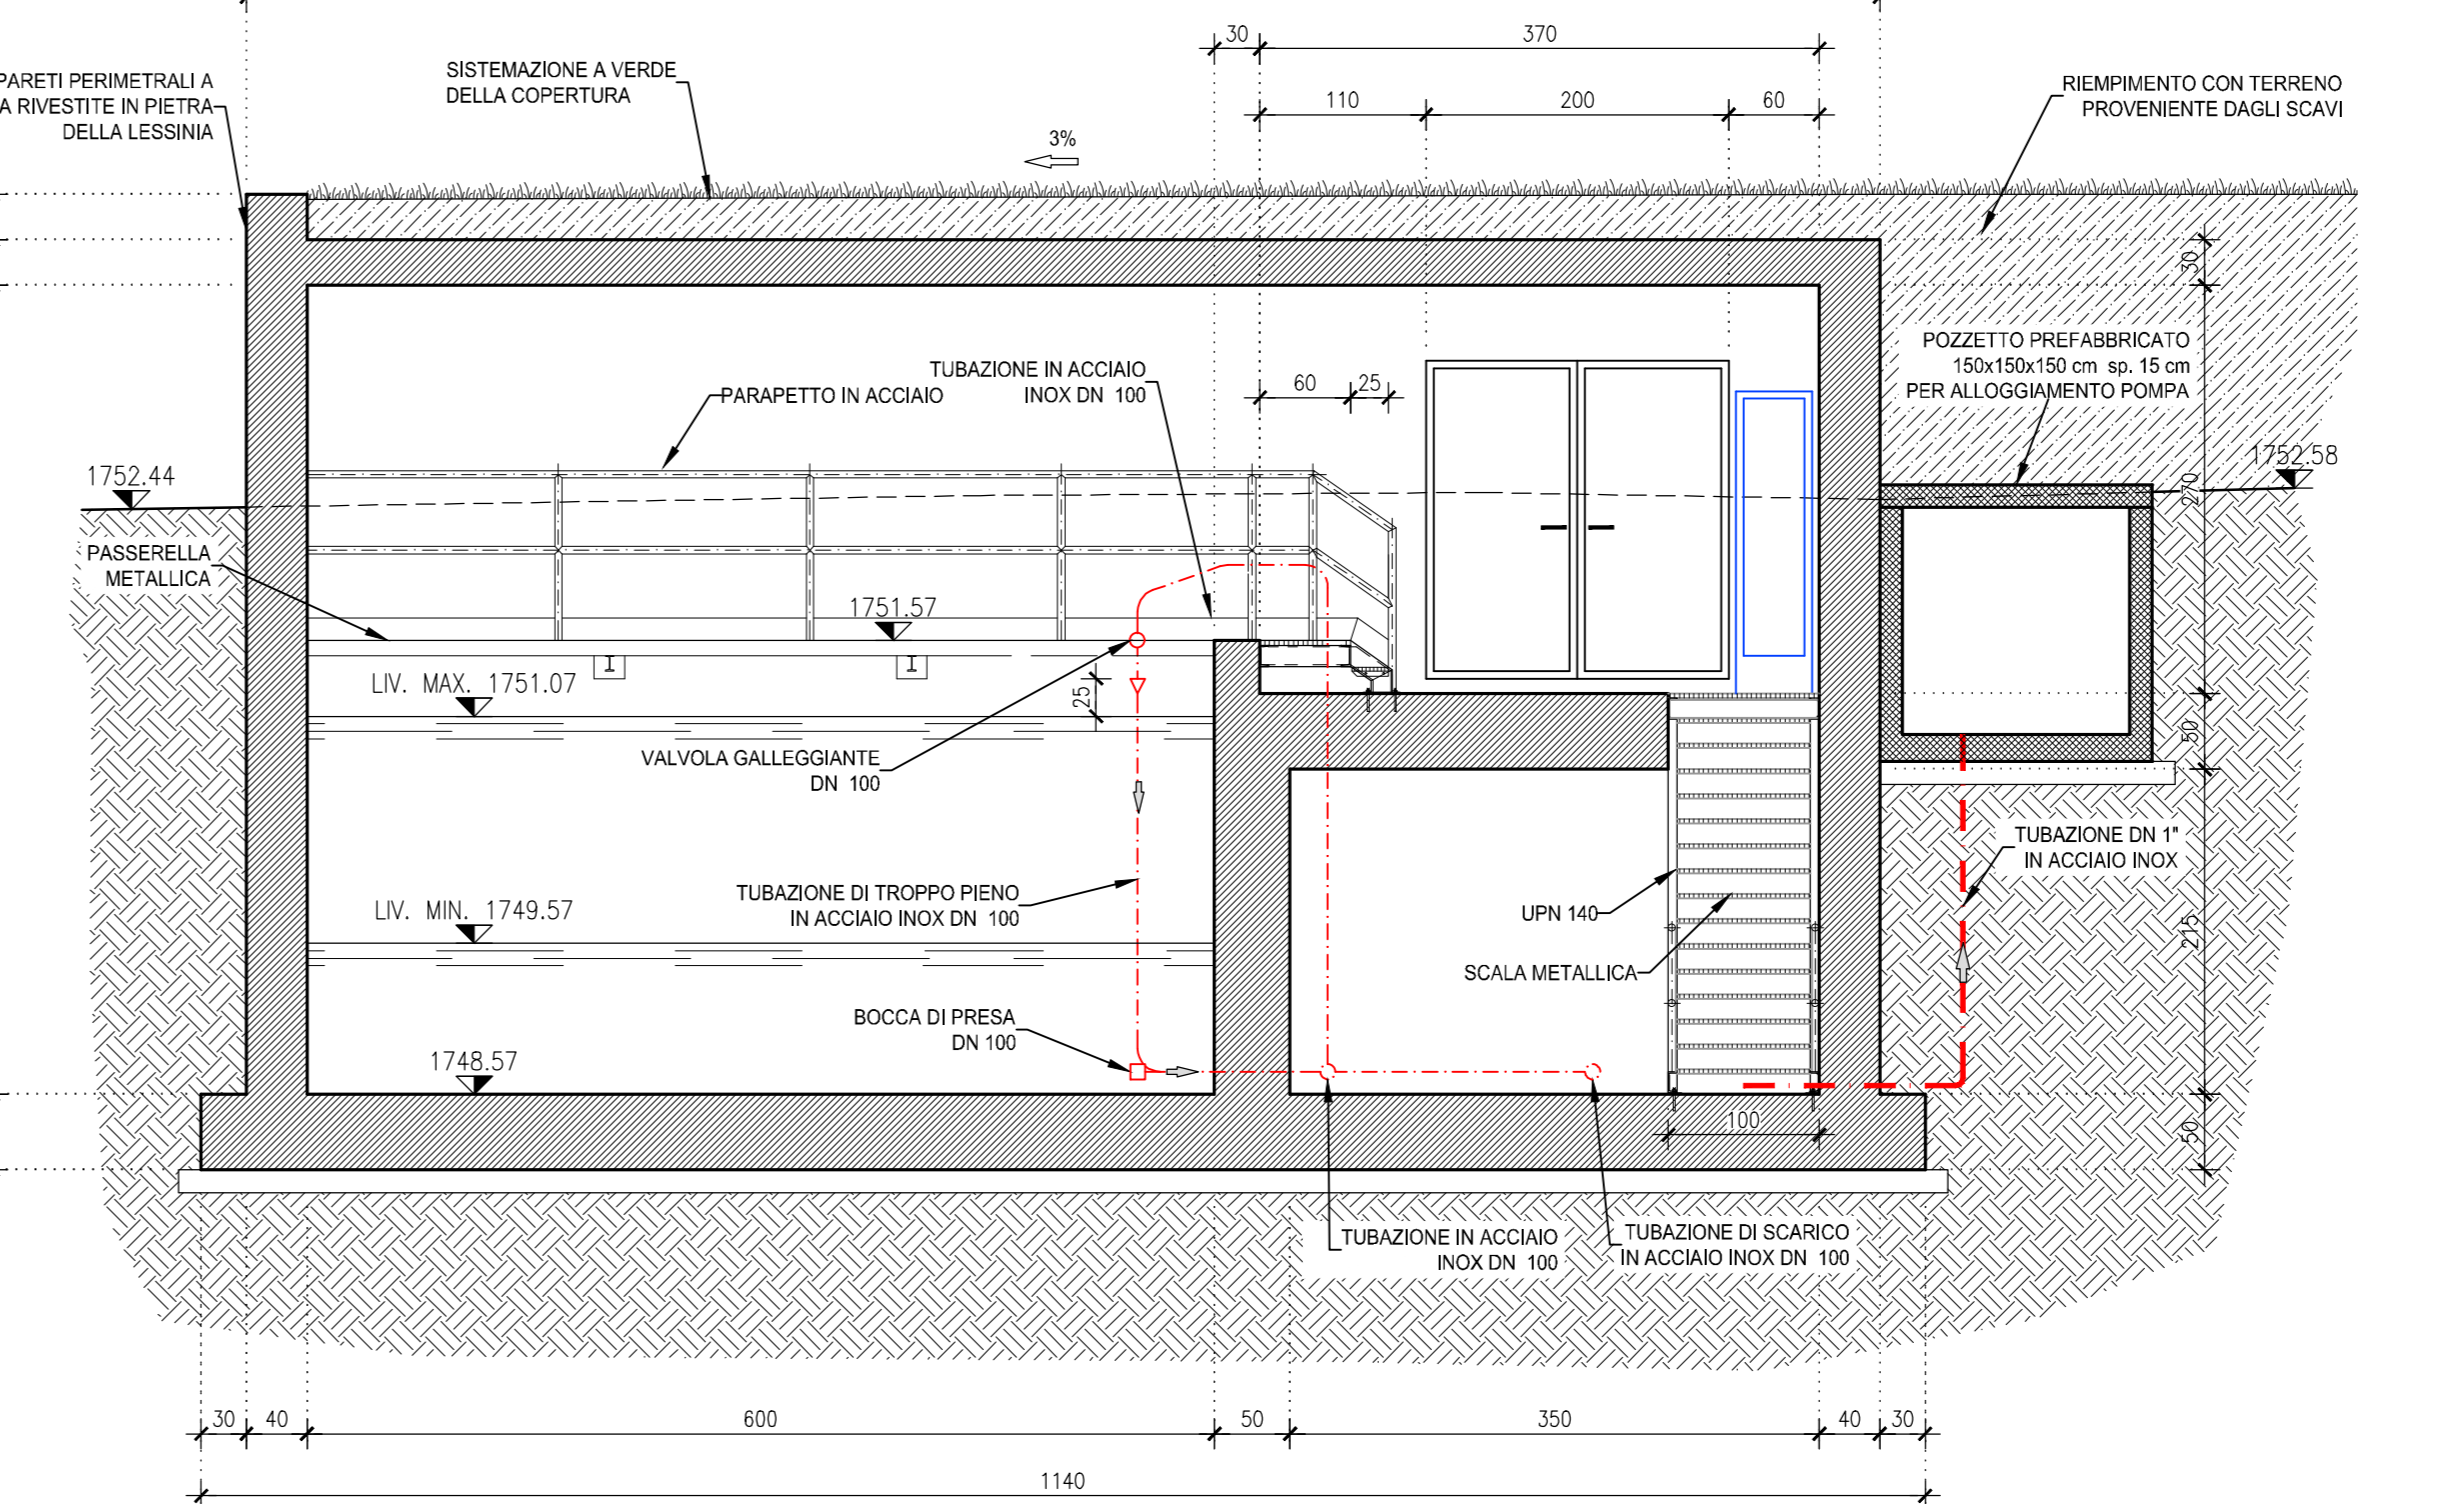 30
370
PARETI PERIMETRALI A
A RIVESTITE IN PIETRA
DELLA LESSINIA
SISTEMAZIONE A VERDE
DELLA COPERTURA
110
200
60
RIEMPIMENTO CON TERRENO
PROVENIENTE DAGLI SCAVI
3%
30
POZZETTO PREFABBRICATO
150x150x150 cm sp. 15 cm
PER ALLOGGIAMENTO POMPA
TUBAZIONE IN ACCIAIO
INOX DN 100
PARAPETTO IN ACCIAIO
60
25
1752.44
1752.58
270
PASSERELLA
METALLICA
1751.57
LIV. MAX. 1751.07
25
50
VALVOLA GALLEGGIANTE
DN 100
TUBAZIONE DN 1"
IN ACCIAIO INOX
TUBAZIONE DI TROPPO PIENO
IN ACCIAIO INOX DN 100
LIV. MIN. 1749.57
UPN 140
215
SCALA METALLICA
BOCCA DI PRESA
DN 100
1748.57
100
50
TUBAZIONE IN ACCIAIO
INOX DN 100
TUBAZIONE DI SCARICO
IN ACCIAIO INOX DN 100
30
40
600
50
350
40
30
1140